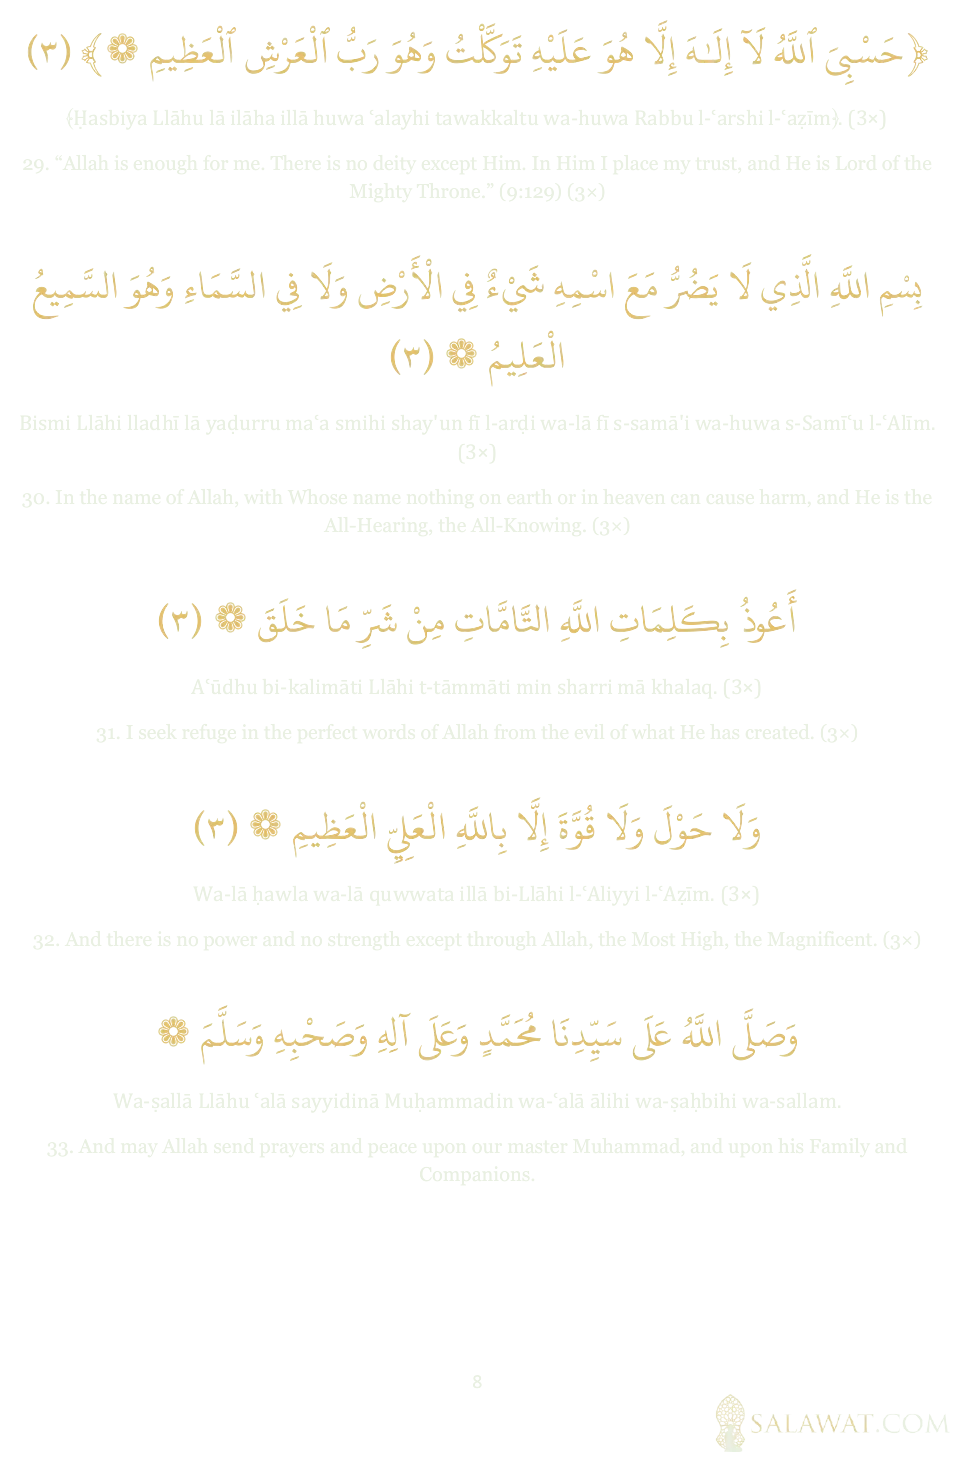 ﴿حَسْبِىَ ٱللَّهُ لَآ إِلَـٰهَ إِلَّا هُوَ عَلَيْهِ تَوَكَّلْتُ وَهُوَ رَبُّ ٱلْعَرْشِ ٱلْعَظِيمِ ۞﴾ (٣)
﴾Ḥasbiya Llāhu lā ilāha illā huwa ʿalayhi tawakkaltu wa-huwa Rabbu l-ʿarshi l-ʿaẓīm﴿. (3×)
29. “Allah is enough for me. There is no deity except Him. In Him I place my trust, and He is Lord of the
Mighty Throne.” (9:129) (3×)
بِسْمِ اللَّهِ الَّذِي لَا يَضُرُّ مَعَ اسْمِهِ شَيْءٌ فِي الْأَرْضِ وَلَا فِي السَّمَاءِ وَهُوَ السَّمِيعُ
الْعَلِيمُ ۞ (٣)
Bismi Llāhi lladhī lā yaḍurru maʿa smihi shay’un fī l-arḍi wa-lā fī s-samā’i wa-huwa s-Samīʿu l-ʿAlīm.
(3×)
30. In the name of Allah, with Whose name nothing on earth or in heaven can cause harm, and He is the
All-Hearing, the All-Knowing. (3×)
أَعُوذُ بِكَلِمَاتِ اللَّهِ التَّامَّاتِ مِنْ شَرِّ مَا خَلَقَ ۞ (٣)
Aʿūdhu bi-kalimāti Llāhi t-tāmmāti min sharri mā khalaq. (3×)
31. I seek refuge in the perfect words of Allah from the evil of what He has created. (3×)
وَلَا حَوْلَ وَلَا قُوَّةَ إِلَّا بِاللَّهِ الْعَلِيِّ الْعَظِيمِ ۞ (٣)
Wa-lā ḥawla wa-lā quwwata illā bi-Llāhi l-ʿAliyyi l-ʿAẓīm. (3×)
32. And there is no power and no strength except through Allah, the Most High, the Magnificent. (3×)
وَصَلَّى اللَّهُ عَلَى سَيِّدِنَا مُحَمَّدٍ وَعَلَى آلِهِ وَصَحْبِهِ وَسَلَّمَ ۞
Wa-ṣallā Llāhu ʿalā sayyidinā Muḥammadin wa-ʿalā ālihi wa-ṣaḥbihi wa-sallam.
33. And may Allah send prayers and peace upon our master Muhammad, and upon his Family and
Companions.
8
SALAWAT.COM